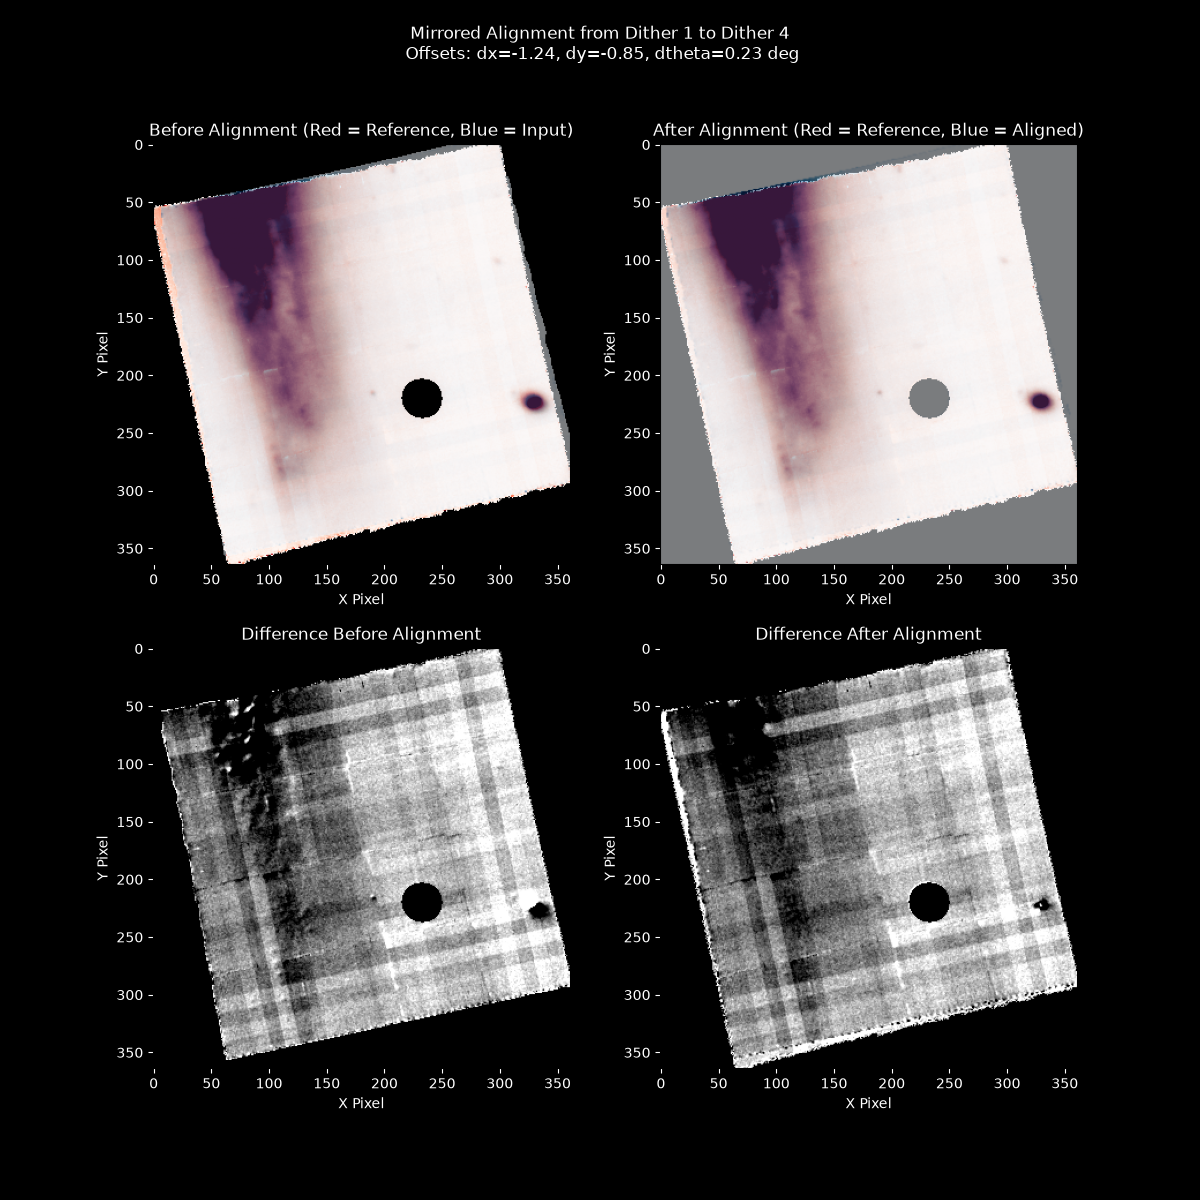 Mirrored Alignment from Dither 1 to Dither 4
Offsets: dx=-1.24, dy=-0.85, dtheta=0.23 deg
Before Alignment (Red = Reference, Blue = Input)
0
50
100
150
200
250
300
350
Y Pixel
0 50 100 150 200 250 300 350
X Pixel
After Alignment (Red = Reference, Blue = Aligned)
0
50
100
150
200
250
300
350
Y Pixel
0 50 100 150 200 250 300 350
X Pixel
Difference Before Alignment
0
50
100
150
200
250
300
350
Y Pixel
0 50 100 150 200 250 300 350
X Pixel
Difference After Alignment
0
50
100
150
200
250
300
350
Y Pixel
0 50 100 150 200 250 300 350
X Pixel